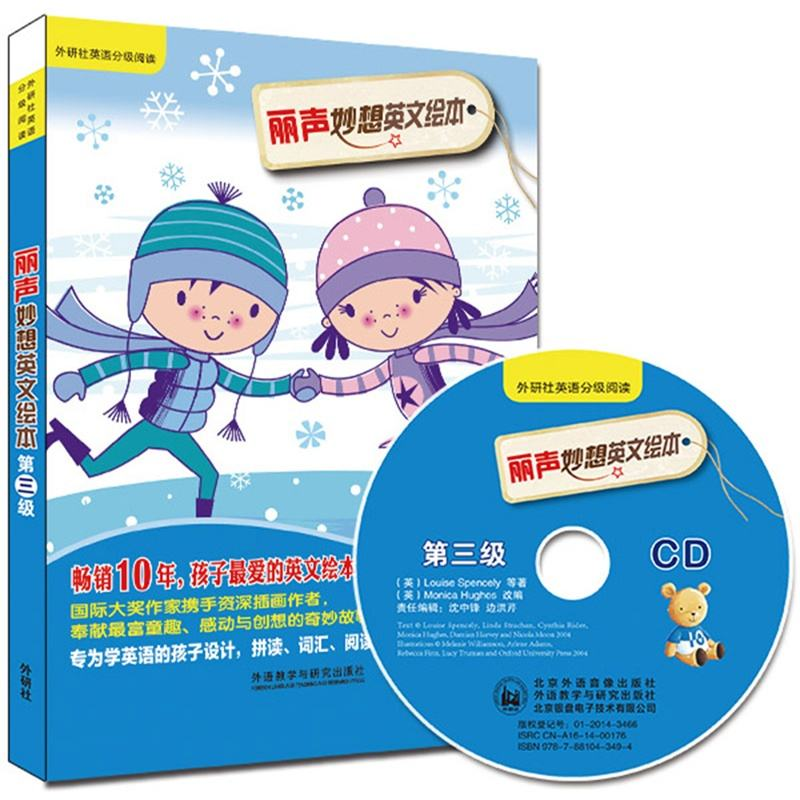 外研社英语分级阅读
丽声妙想英文绘本
外研社英语
分级阅读
丽声妙想英文绘本
第三级
外研社
畅销10年,孩子最爱的英文绘本
国际大奖作家携手资深插画作者,
奉献最富童趣、感动与创想的奇妙故事
专为学英语的孩子设计,拼读、词汇、阅读
外语教学与研究出版社
FOREIGN LANGUAGE TEACHING AND RESEARCH PRESS
外研社英语分级阅读
丽声妙想英文绘本
第三级
CD
(英) Louise Spencely 等著
(英) Monica Hughes 改编
责任编辑:沈中锋 边洪芹
Text © Louise Spencely, Linda Strachan, Cynthia Rider,
Monica Hughes, Damian Harvey and Nicola Moon 2004
Illustrations © Melanie Williamson, Arlene Adams,
Rebecca Finn, Lucy Truman and Oxford University Press 2004
外研社
北京外语音像出版社
外语教学与研究出版社
北京银盘电子技术有限公司
版权登记号:01-2014-3466
ISRC CN-A16-14-00176
ISBN 978-7-88104-349-4